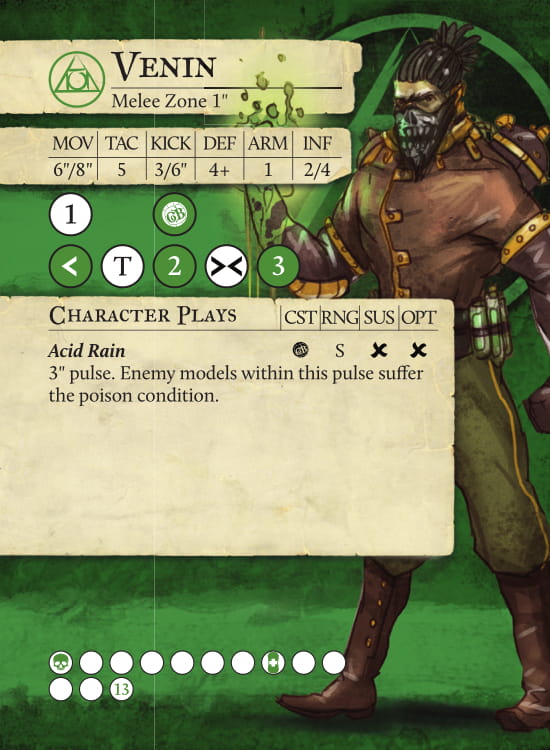 VENIN
Melee Zone 1"
MOV TAC KICK DEF ARM INF
6"/8" 5 3/6" 4+ 1 2/4
1 GB
< T 2 >< 3
CHARACTER PLAYS CST RNG SUS OPT
Acid Rain GB S ✖ ✖
3" pulse. Enemy models within this pulse suffer
the poison condition.
13